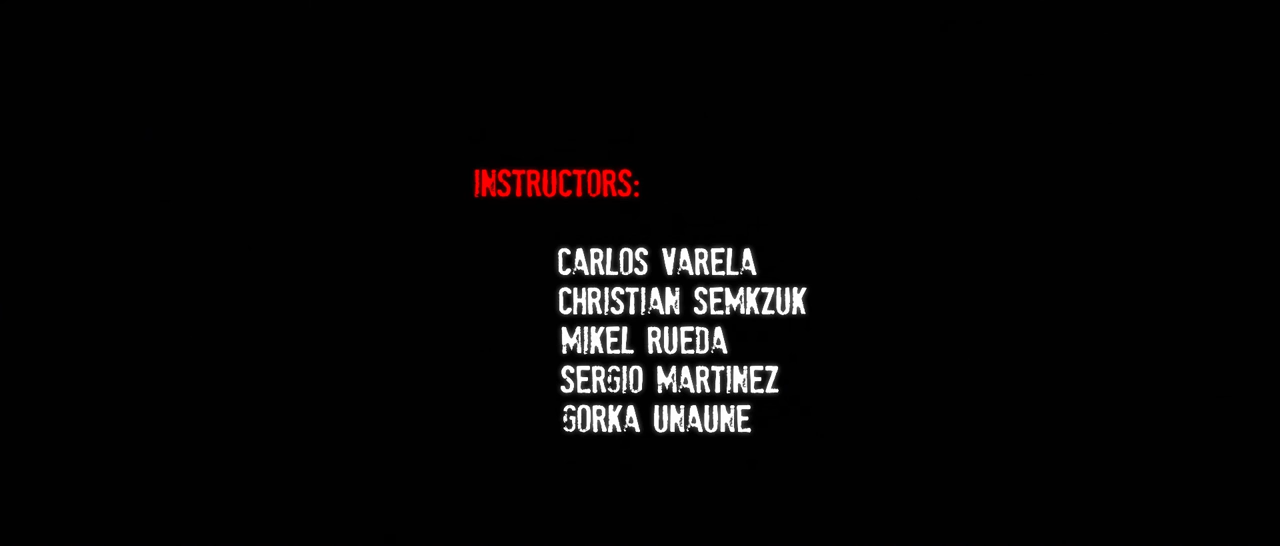 INSTRUCTORS:
CARLOS VARELA
CHRISTIAN SEMKZUK
MIKEL RUEDA
SERGIO MARTINEZ
GORKA UNAUNE